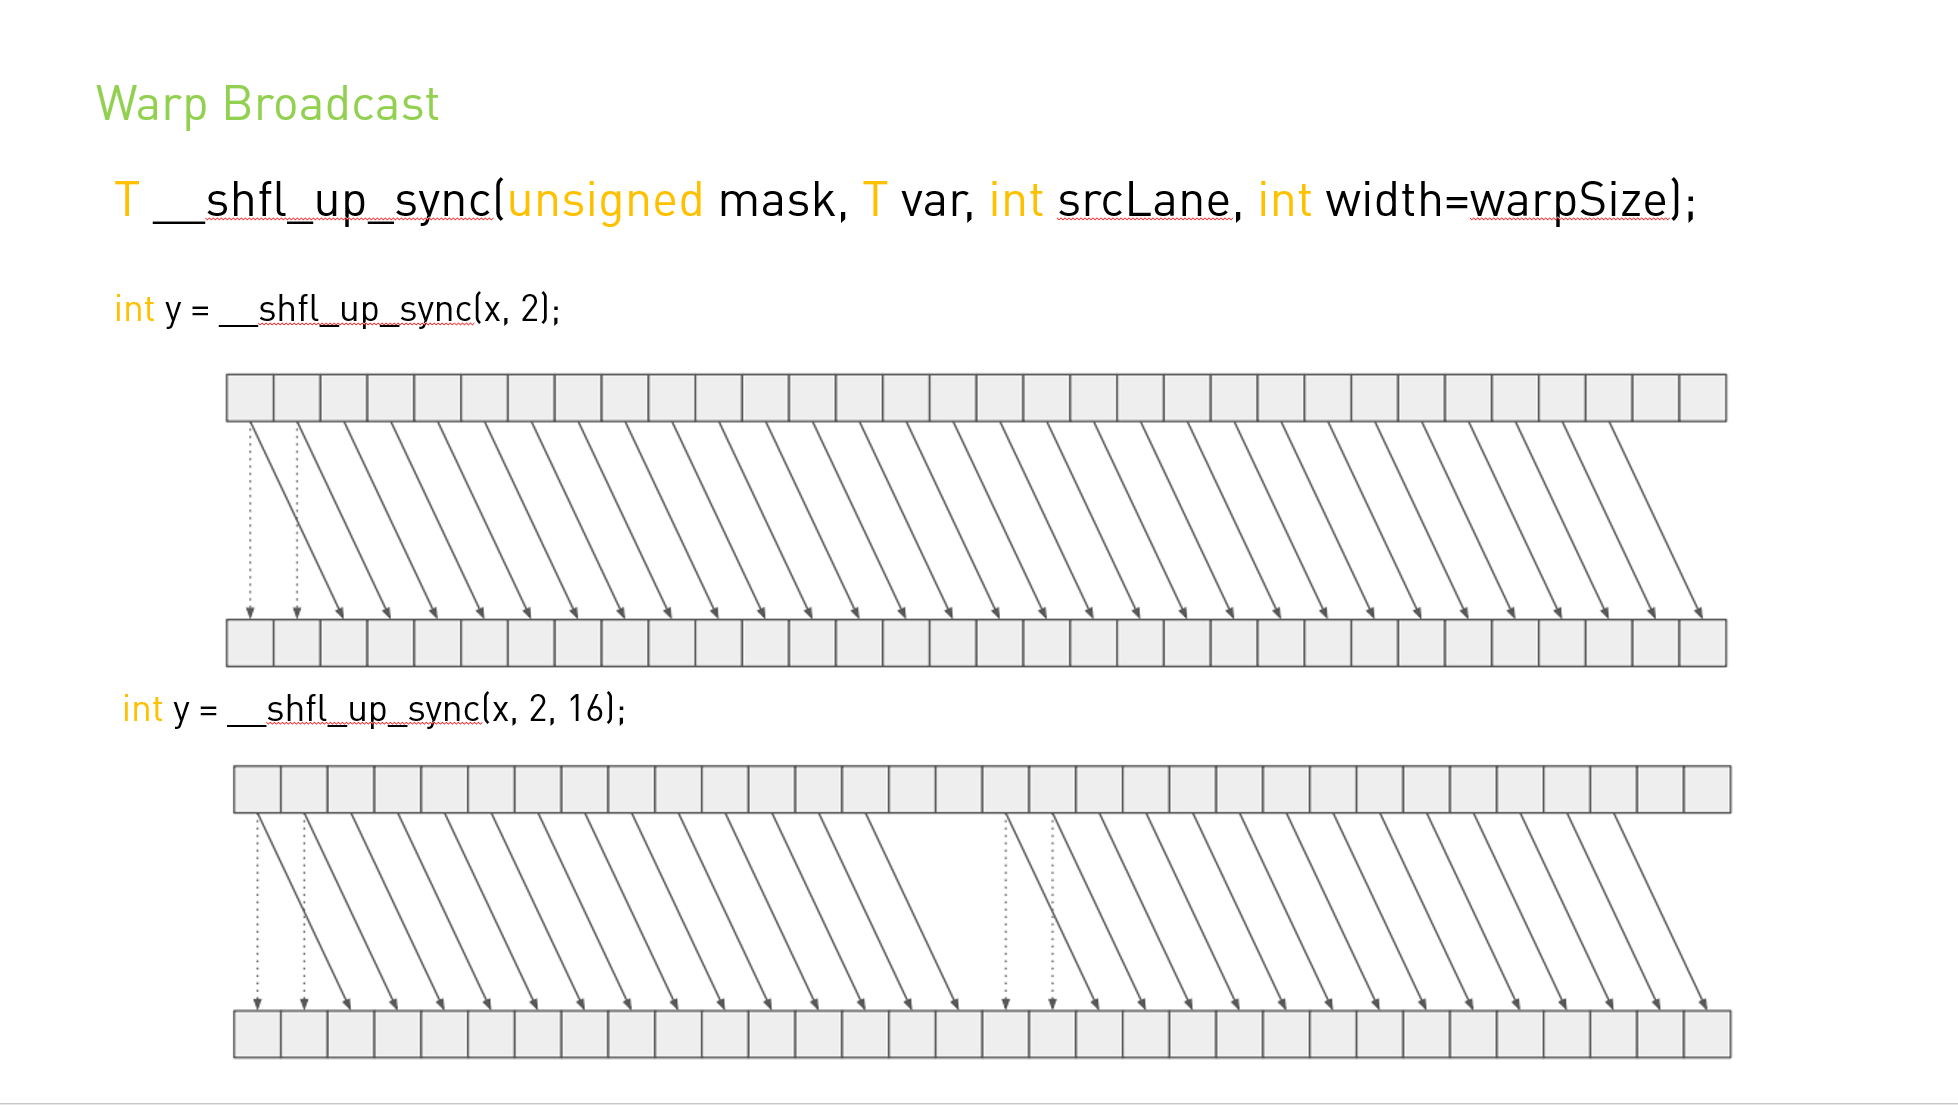 Warp Broadcast
T __shfl_up_sync(unsigned mask, T var, int srcLane, int width=warpSize);
int y = __shfl_up_sync(x, 2);
int y = __shfl_up_sync(x, 2, 16);